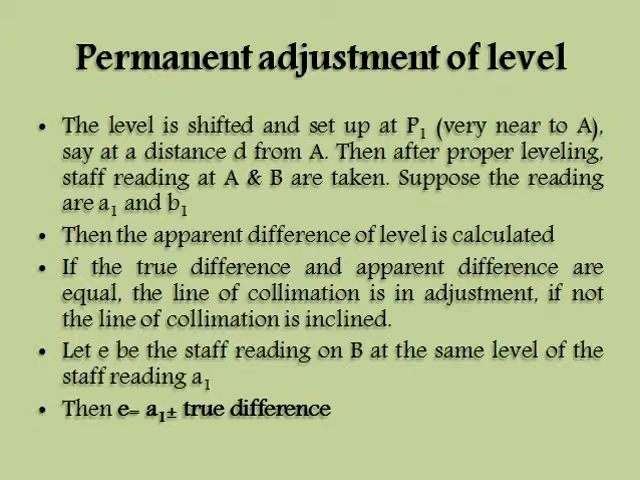 Permanent adjustment of level
• The level is shifted and set up at P₁ (very near to A),
say at a distance d from A. Then after proper leveling,
staff reading at A & B are taken. Suppose the reading
are a₁ and b₁
• Then the apparent difference of level is calculated
• If the true difference and apparent difference are
equal, the line of collimation is in adjustment, if not
the line of collimation is inclined.
• Let e be the staff reading on B at the same level of the
staff reading a₁
• Then e= a₁± true difference